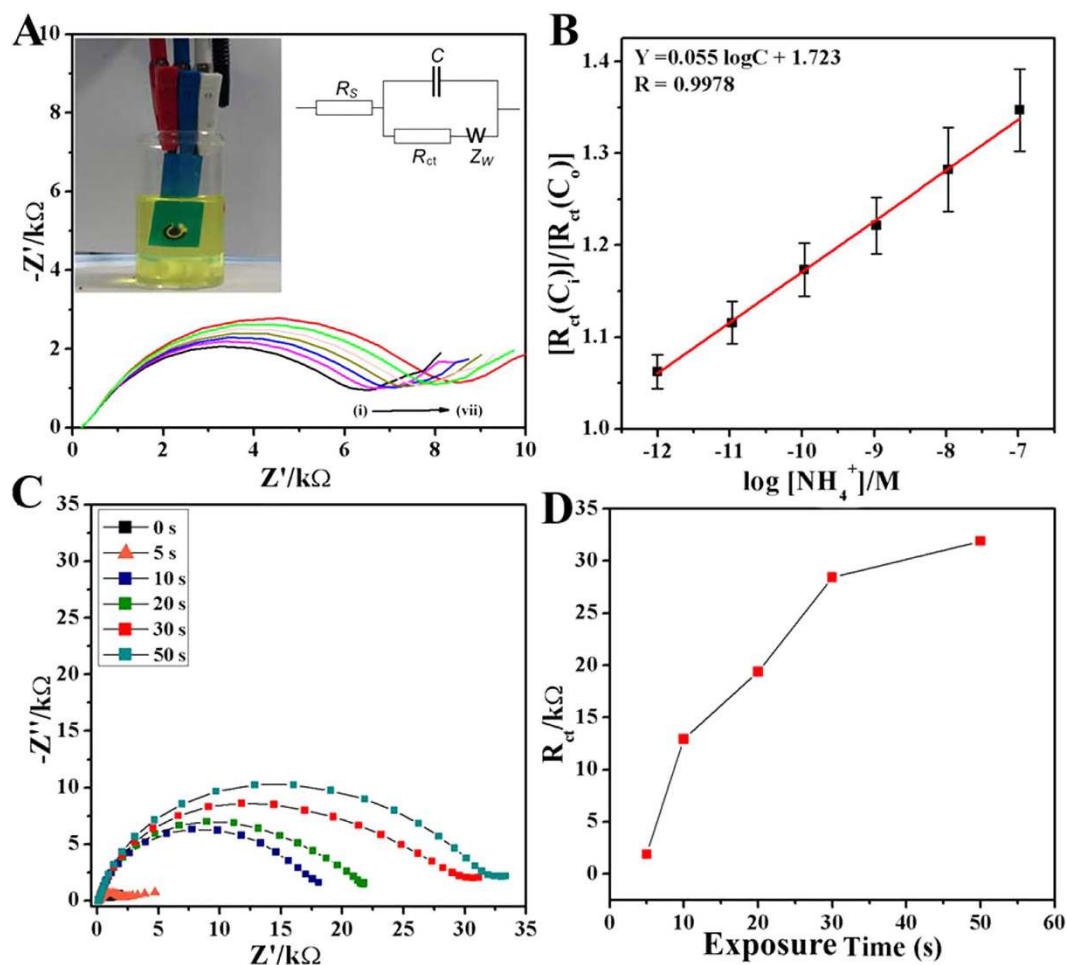 A
10
8
6
4
2
0
-Z'/kΩ
C
R_S
R_ct
Z_W
(i)
(vii)
0
2
4
6
8
10
Z'/kΩ
B
Y =0.055 logC + 1.723
R = 0.9978
1.4
1.3
1.2
1.1
1.0
[R_ct(C_i)]/[R_ct(C_o)]
-12
-11
-10
-9
-8
-7
log [NH₄⁺]/M
C
35
30
25
20
15
10
5
0
-Z''/kΩ
0 s
5 s
10 s
20 s
30 s
50 s
0
5
10
15
20
25
30
35
Z'/kΩ
D
35
30
25
20
15
10
5
0
R_ct/kΩ
0
10
20
30
40
50
60
Exposure Time (s)